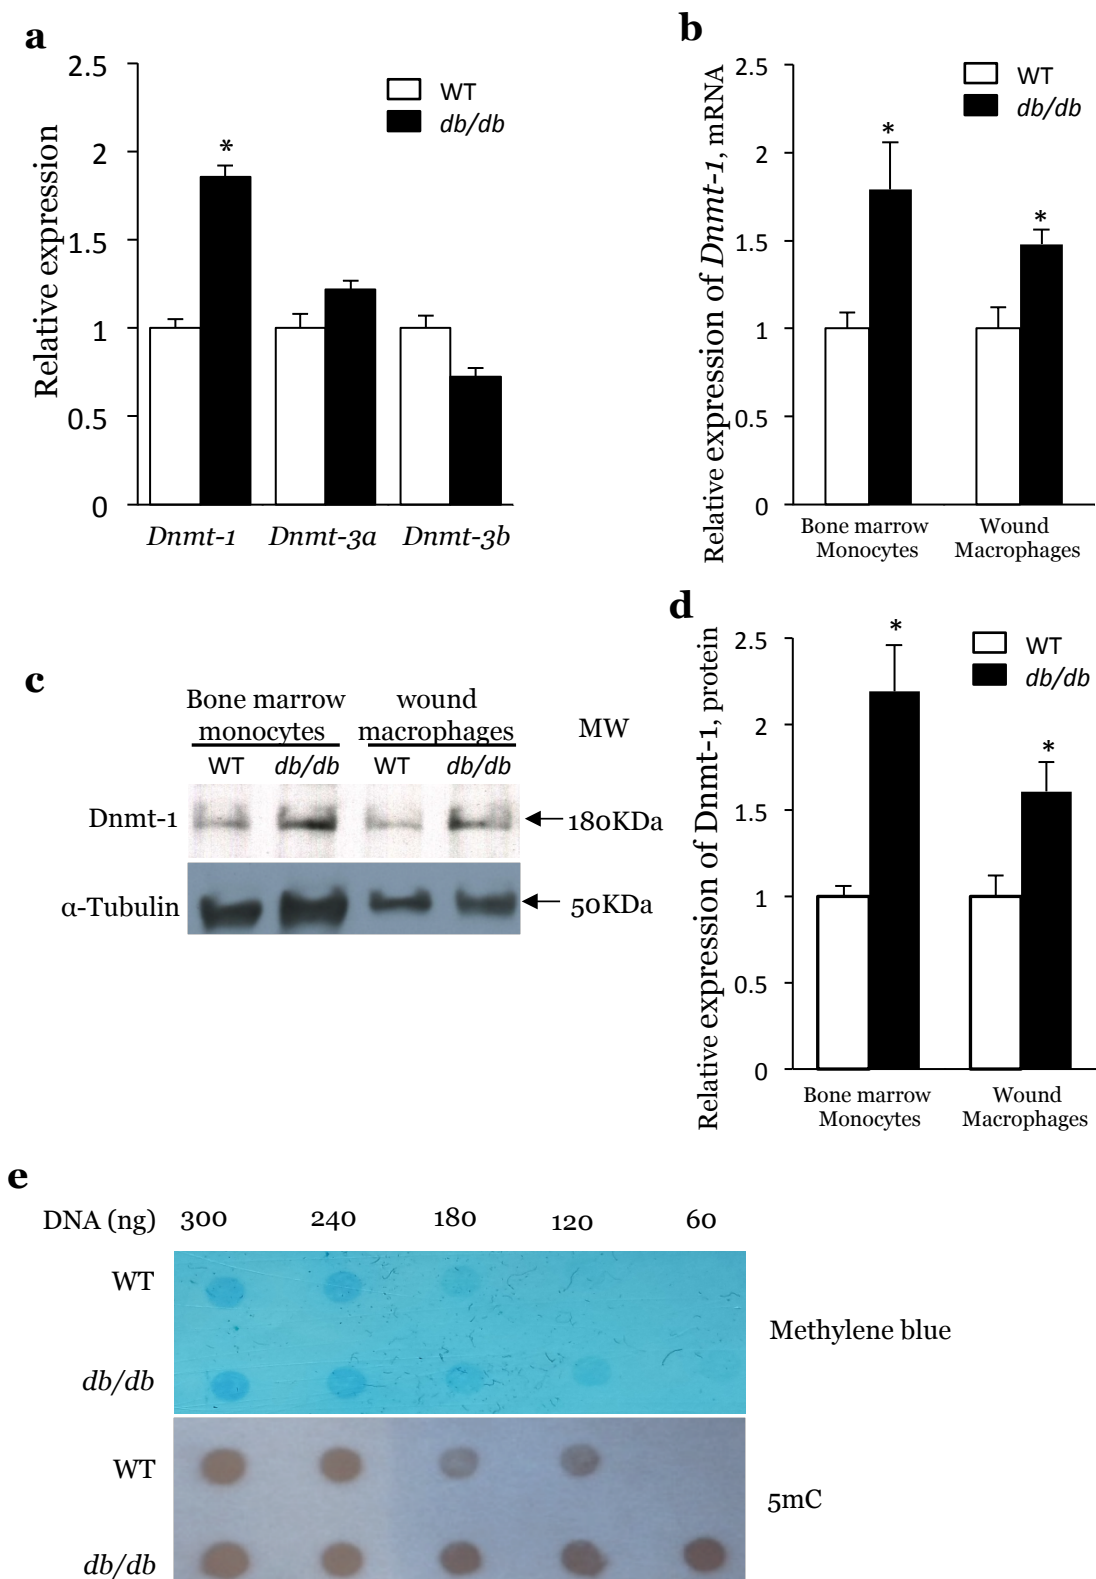 a
Relative expression
2.5
2
1.5
1
0.5
0
WT
db/db
*
Dnmt-1 Dnmt-3a Dnmt-3b
b
Relative expression of Dnmt-1, mRNA
2.5
2
1.5
1
0.5
0
WT
db/db
*
*
Bone marrow
Monocytes
Wound
Macrophages
c
Bone marrow
monocytes
wound
macrophages
MW
WT db/db WT db/db
Dnmt-1
180KDa
α-Tubulin
50KDa
d
Relative expression of Dnmt-1, protein
2.5
2
1.5
1
0.5
0
WT
db/db
*
*
Bone marrow
Monocytes
Wound
Macrophages
e
DNA (ng) 300 240 180 120 60
WT
db/db
Methylene blue
WT
db/db
5mC